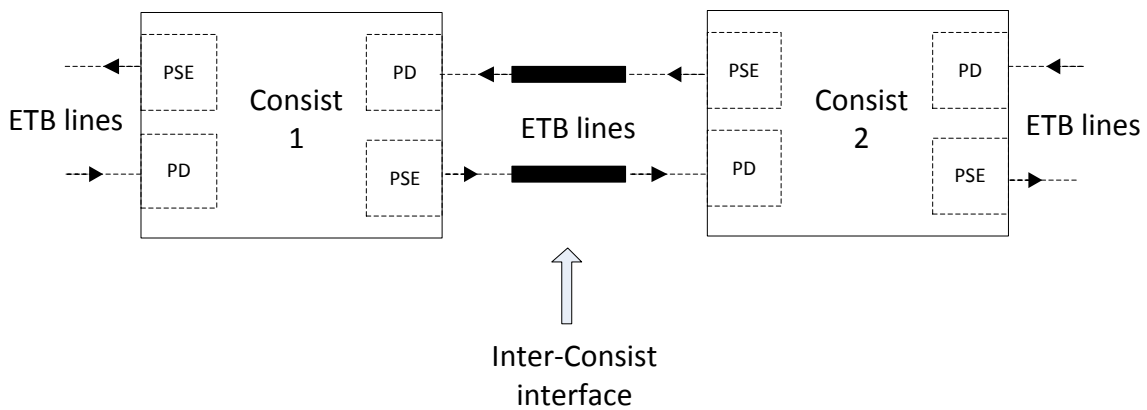 PSE
PD
PSE
PD
ETB lines
Consist
1
ETB lines
Consist
2
ETB lines
PD
PSE
PD
PSE
Inter-Consist
interface